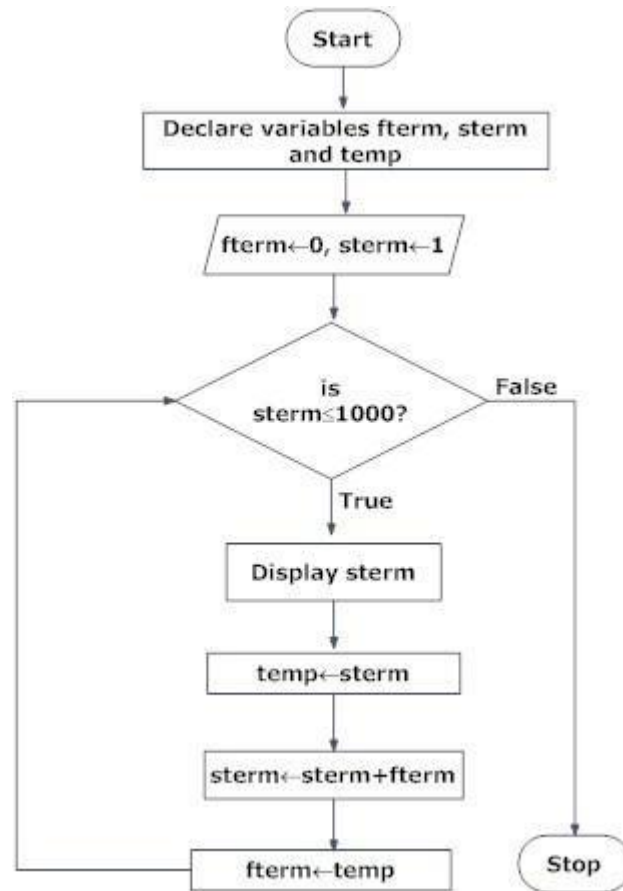 Start
Declare variables fterm, sterm
and temp
fterm←0, sterm←1
is
sterm≤1000?
False
True
Display sterm
temp←sterm
sterm←sterm+fterm
fterm←temp
Stop